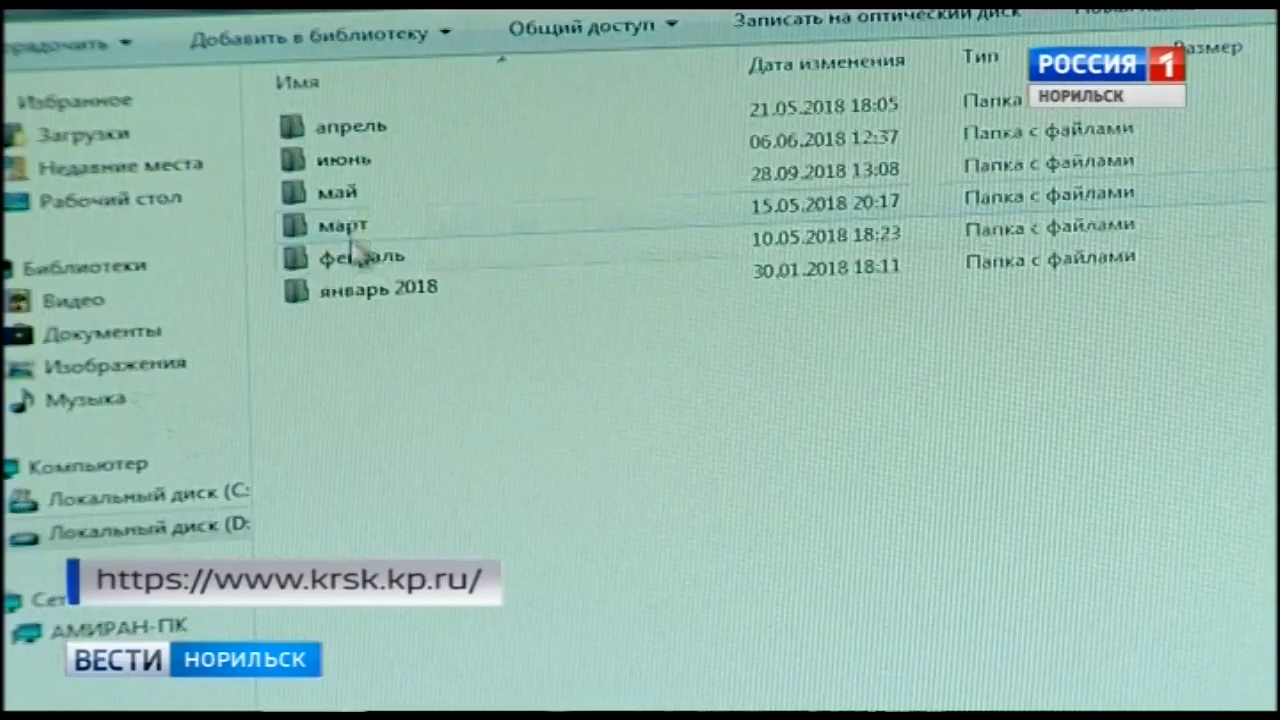 Добавить в библиотеку
Общий доступ
Записать на оптический диск
Имя
Дата изменения
Тип
Размер
РОССИЯ 1
НОРИЛЬСК
Избранное
Загрузки
Недавние места
Рабочий стол
Библиотеки
Видео
Документы
Изображения
Музыка
Компьютер
Локальный диск (C:
Локальный диск (D:
АМИРАН-ПК
апрель 21.05.2018 18:05 Папка
июнь 06.06.2018 12:37 Папка с файлами
май 28.09.2018 13:08 Папка с файлами
март 15.05.2018 20:17 Папка с файлами
февраль 10.05.2018 18:23 Папка с файлами
январь 2018 30.01.2018 18:11 Папка с файлами
https://www.krsk.kp.ru/
ВЕСТИ НОРИЛЬСК